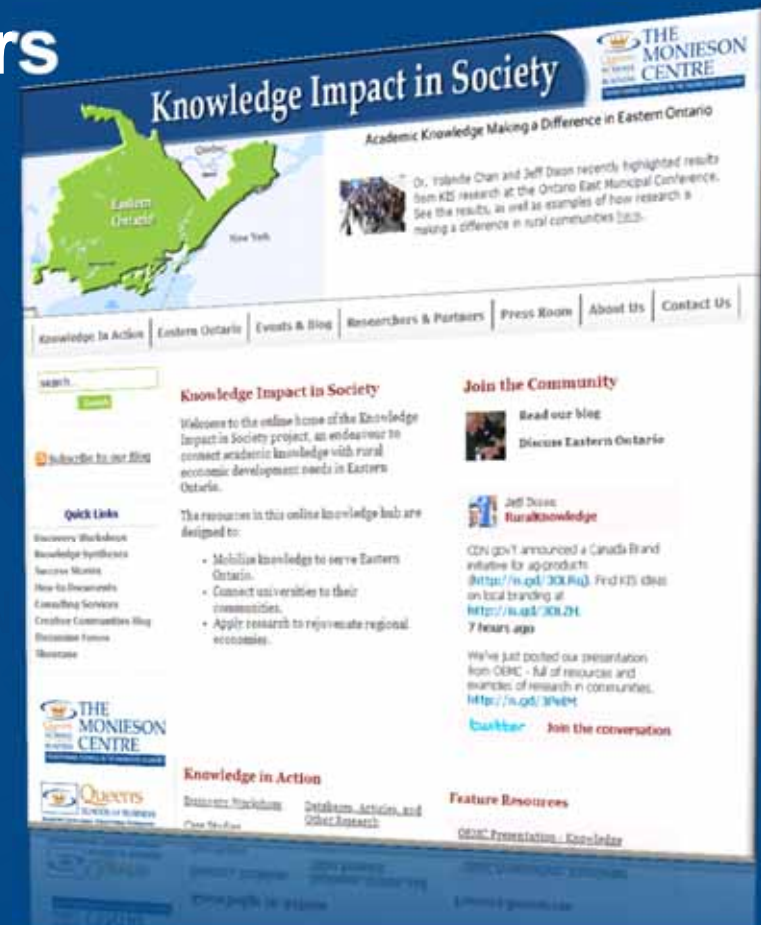 rs
Knowledge Impact in Society
THE
MONIESON
CENTRE
Academic Knowledge Making a Difference in Eastern Ontario
Dr. Yolande Chan and Jeff Dixon recently highlighted results
from KIS research at the Ontario East Municipal Conference.
See the results, as well as examples of how research is
making a difference in rural communities here.
Quebec
Eastern
Ontario
New York
Knowledge In Action
Eastern Ontario
Events & Blog
Researchers & Partners
Press Room
About Us
Contact Us
search
Subscribe to our Blog
Quick Links
Discovery Workshops
Knowledge Syntheses
Success Stories
How-to Documents
Consulting Services
Creative Communities Blog
Discussion Forum
Showcase
THE
MONIESON
CENTRE
Queen's
SCHOOL OF BUSINESS
Knowledge Impact in Society
Welcome to the online home of the Knowledge
Impact in Society project, an endeavour to
connect academic knowledge with rural
economic development needs in Eastern
Ontario.
The resources in this online knowledge hub are
designed to:
• Mobilize knowledge to serve Eastern
Ontario.
• Connect universities to their
communities.
• Apply research to rejuvenate regional
economies.
Knowledge in Action
Discovery Workshops
Case Studies
Databases, Articles, and
Other Research
Join the Community
Read our blog
Discuss Eastern Ontario
Jeff Dixon
RuralKnowledge
CDN gov't announced a Canada Brand
initiative for ag-products
Find KIS ideas
on local branding at
7 hours ago
We've just posted our presentation
from OEMC - full of resources and
examples of research in communities.
twitter
Join the conversation
Feature Resources
OEMC Presentation - Knowledge